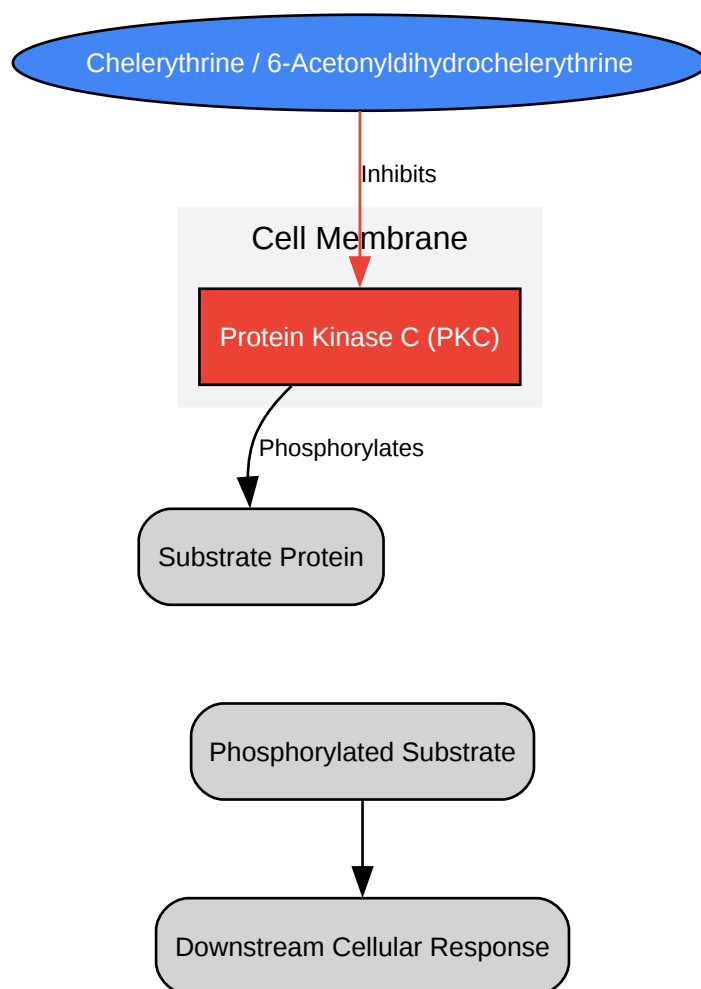 Chelerythrine / 6-Acetonyldihydrochelerythrine
Inhibits
Cell Membrane
Protein Kinase C (PKC)
Phosphorylates
Substrate Protein
Phosphorylated Substrate
Downstream Cellular Response